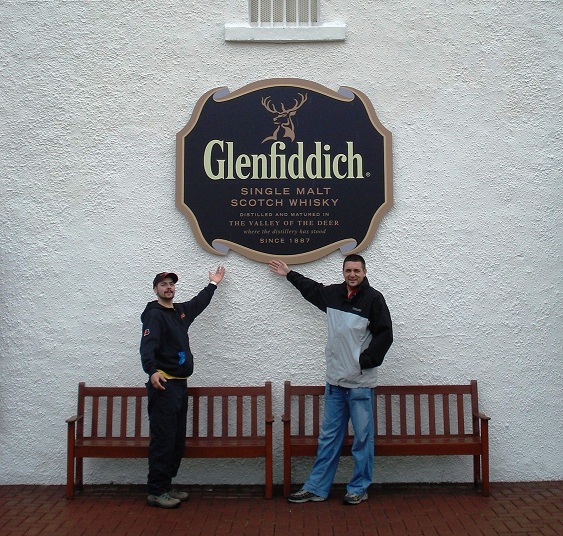 Glenfiddich®
SINGLE MALT
SCOTCH WHISKY
DISTILLED AND MATURED IN
THE VALLEY OF THE DEER
where the distillery has stood
SINCE 1887